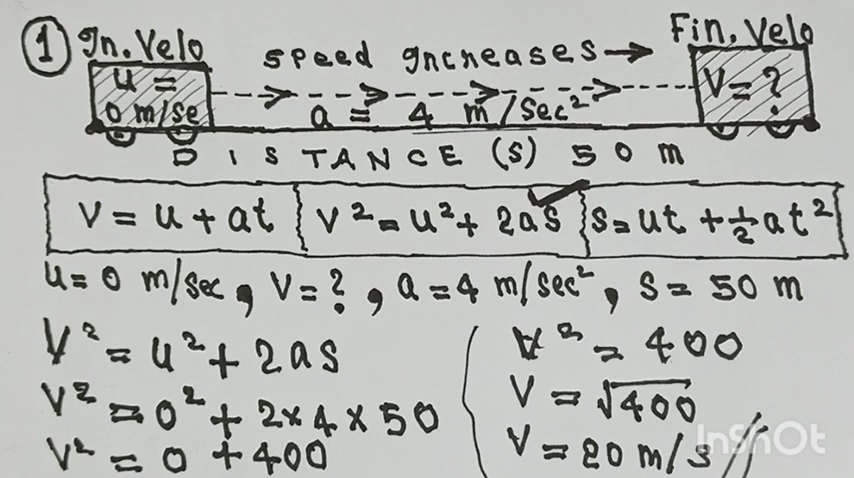 ① In. Velo
Fin. Velo
speed increases →
u =
0 m/se
a = 4 m/sec²
V = ?
DISTANCE (S) 50 m
V = u + at
V² = u² + 2as ✓
S = ut + ½at²
u = 0 m/sec, V = ?, a = 4 m/sec², S = 50 m
V² = u² + 2as
V² = 0² + 2×4×50
V² = 0 + 400
V² = 400
V = √400
V = 20 m/s //
InShOt